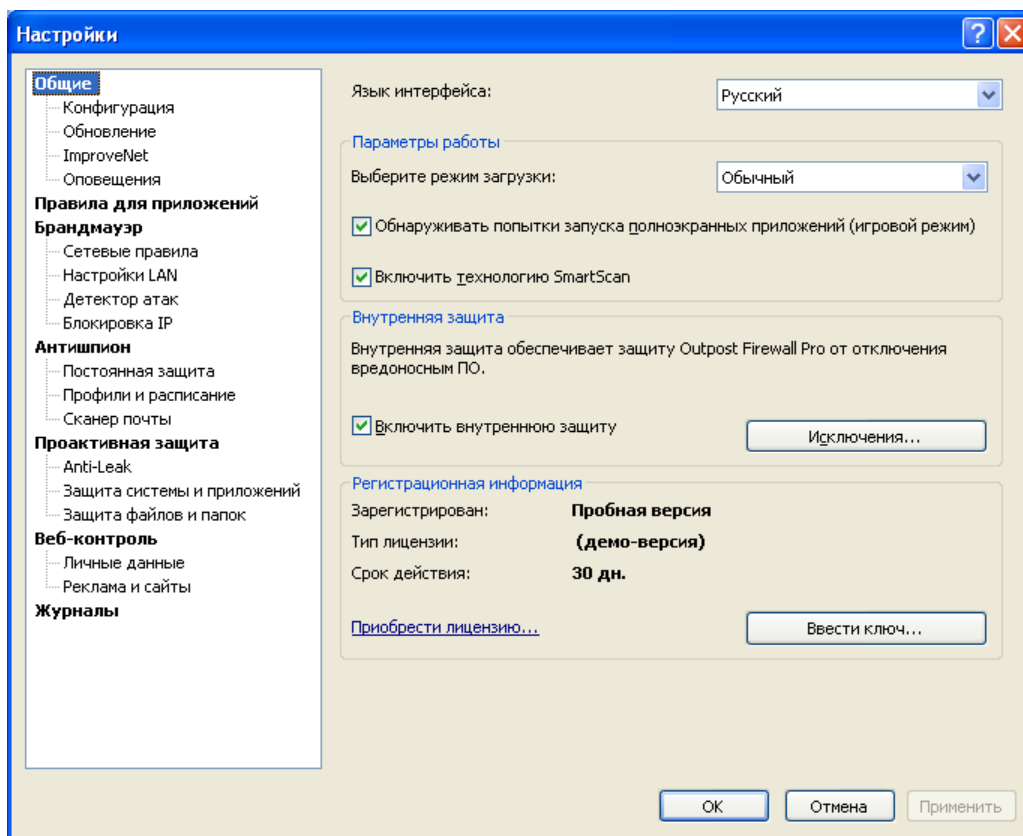 Настройки
Общие
Конфигурация
Обновление
ImproveNet
Оповещения
Правила для приложений
Брандмауэр
Сетевые правила
Настройки LAN
Детектор атак
Блокировка IP
Антишпион
Постоянная защита
Профили и расписание
Сканер почты
Проактивная защита
Anti-Leak
Защита системы и приложений
Защита файлов и папок
Веб-контроль
Личные данные
Реклама и сайты
Журналы
Язык интерфейса: Русский
Параметры работы
Выберите режим загрузки: Обычный
Обнаруживать попытки запуска полноэкранных приложений (игровой режим)
Включить технологию SmartScan
Внутренняя защита
Внутренняя защита обеспечивает защиту Outpost Firewall Pro от отключения
вредоносным ПО.
Включить внутреннюю защиту Исключения...
Регистрационная информация
Зарегистрирован: Пробная версия
Тип лицензии: (демо-версия)
Срок действия: 30 дн.
Приобрести лицензию... Ввести ключ...
OK Отмена Применить